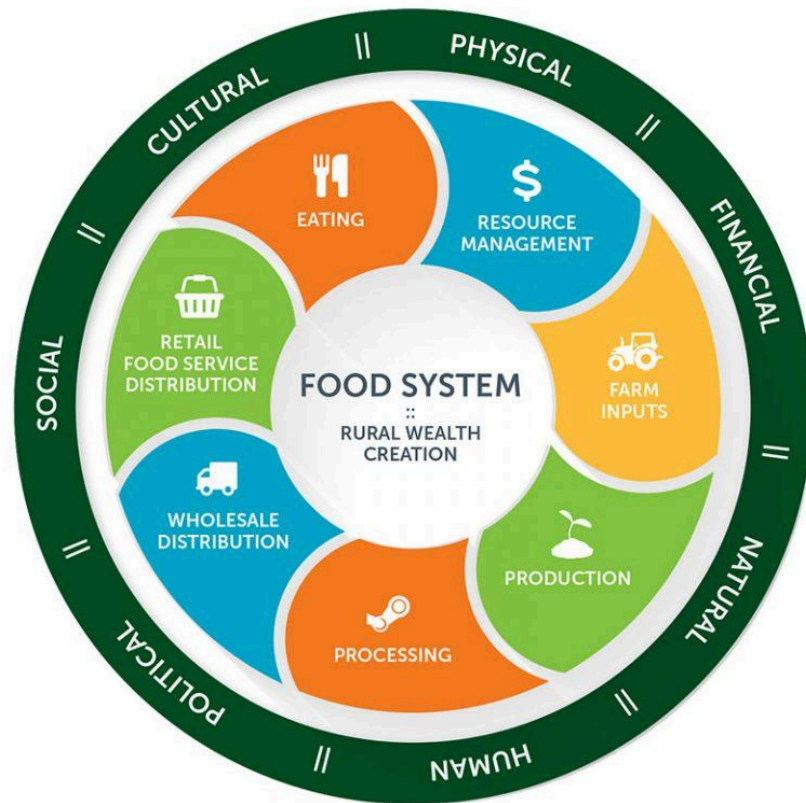 PHYSICAL
||
FINANCIAL
||
NATURAL
||
HUMAN
||
POLITICAL
||
SOCIAL
||
CULTURAL
||
$
RESOURCE
MANAGEMENT
FARM
INPUTS
PRODUCTION
PROCESSING
WHOLESALE
DISTRIBUTION
RETAIL
FOOD SERVICE
DISTRIBUTION
EATING
FOOD SYSTEM
::
RURAL WEALTH
CREATION